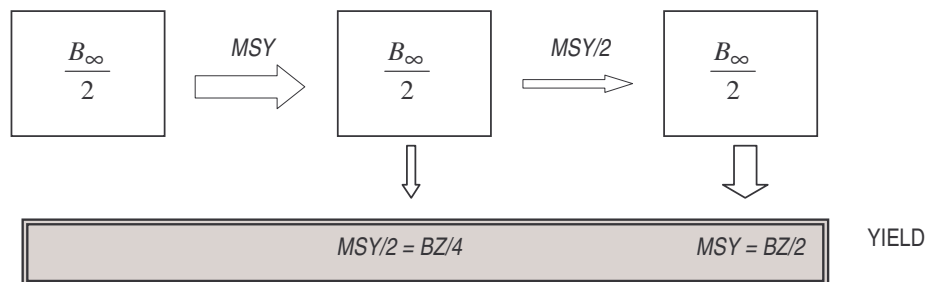 MSY
MSY/2
B∞/2
B∞/2
B∞/2
MSY/2 = BZ/4
MSY = BZ/2
YIELD